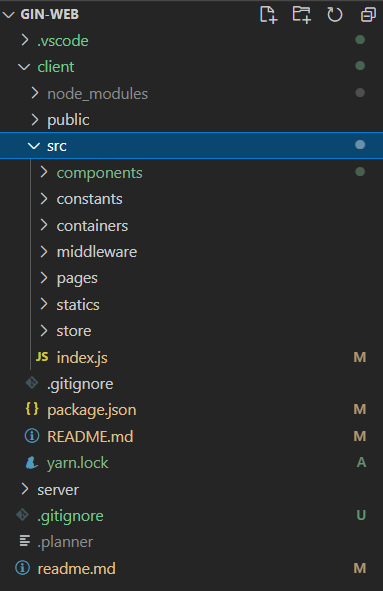 GIN-WEB
.vscode
client
node_modules
public
src
components
constants
containers
middleware
pages
statics
store
JS index.js M
.gitignore
{} package.json M
README.md M
yarn.lock A
server
.gitignore U
.planner
readme.md M